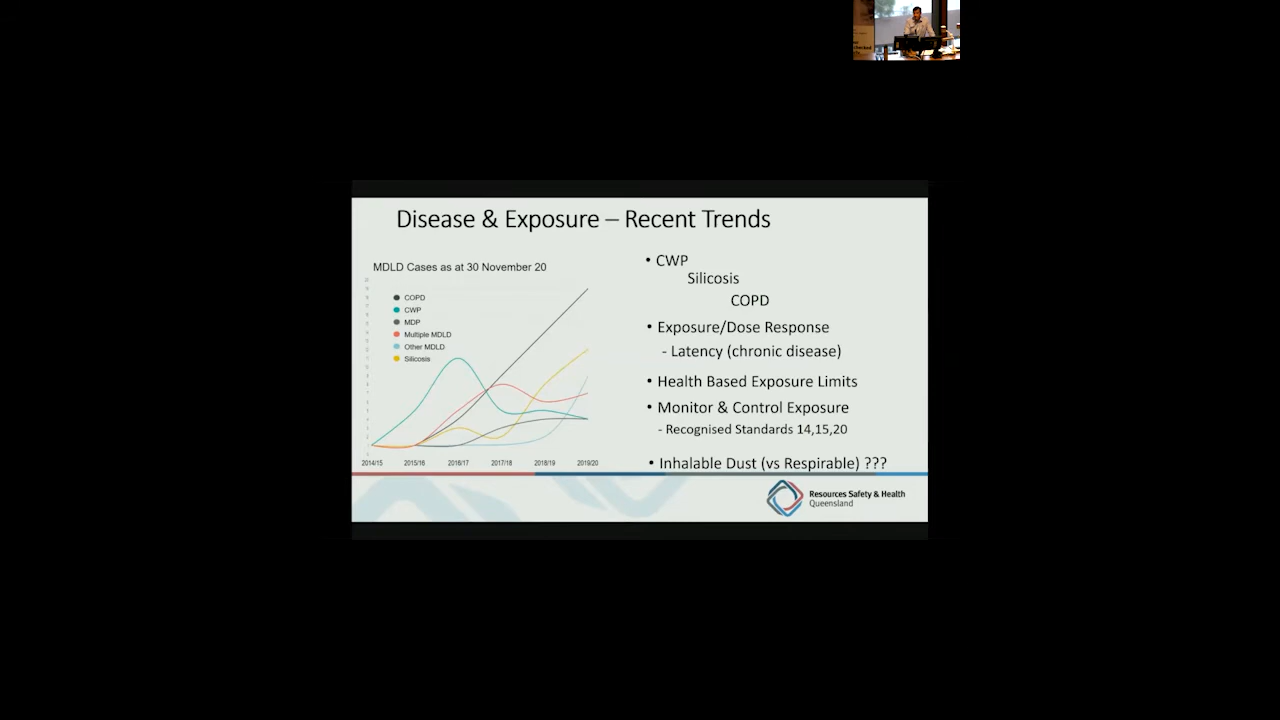 Disease & Exposure – Recent Trends
MDLD Cases as at 30 November 20
COPD
CWP
MDP
Multiple MDLD
Other MDLD
Silicosis
2014/15 2015/16 2016/17 2017/18 2018/19 2019/20
• CWP
Silicosis
COPD
• Exposure/Dose Response
- Latency (chronic disease)
• Health Based Exposure Limits
• Monitor & Control Exposure
- Recognised Standards 14,15,20
• Inhalable Dust (vs Respirable) ???
Resources Safety & Health
Queensland